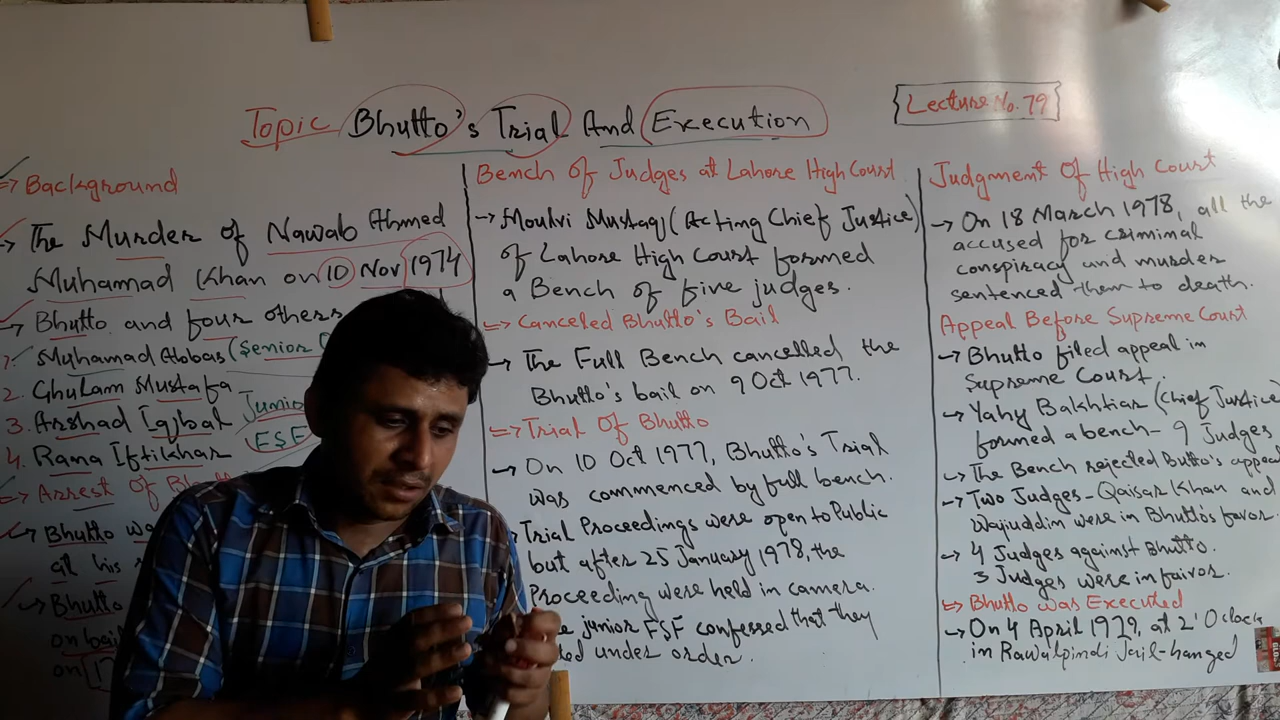 Topic Bhutto's Trial And Execution
Lecture No. 79
=> Background
-> The Murder of Nawab Ahmed
Muhamad Khan on 10 Nov 1974
-> Bhutto and four others
1. Muhamad Abbas (Senior
2. Ghulam Mustafa
3. Arshad Iqbal
Junio
(FSF
4. Rana Iftikhar
=> Arrest Of Bh
-> Bhutto wa
at his
-> Bhutto
on bail
on 1
Bench Of Judges at Lahore High Court
-> Moulvi Mustaq (Acting Chief Justice)
of Lahore High Court formed
a Bench of five judges.
=> Canceled Bhutto's Bail
-> The Full Bench cancelled the
Bhutto's bail on 9 Oct 1977.
=> Trial Of Bhutto
-> On 10 Oct 1977, Bhutto's Trial
was commenced by full bench.
Trial Proceedings were open to Public
but after 25 January 1978, the
Proceeding were held in camera.
junior FSF confessed that they
ted under order.
Judgment Of High Court
-> On 18 March 1978, all the
accused for criminal
conspiracy and murder
sentenced them to death.
Appeal Before Supreme Court
-> Bhutto filed appeal in
Supreme Court.
-> Yahy Bakhtiar (Chief Justice)
formed a bench - 9 Judges
-> The Bench rejected Butto's appeal
-> Two Judges - Qaisar Khan and
Wajuddim were in Bhutto's favor.
-> 4 Judges against Bhutto.
3 Judges were in faivor.
=> Bhutto was Executed
-> On 4 April 1979, at 2'O clock
in Rawalpindi Jail-hanged